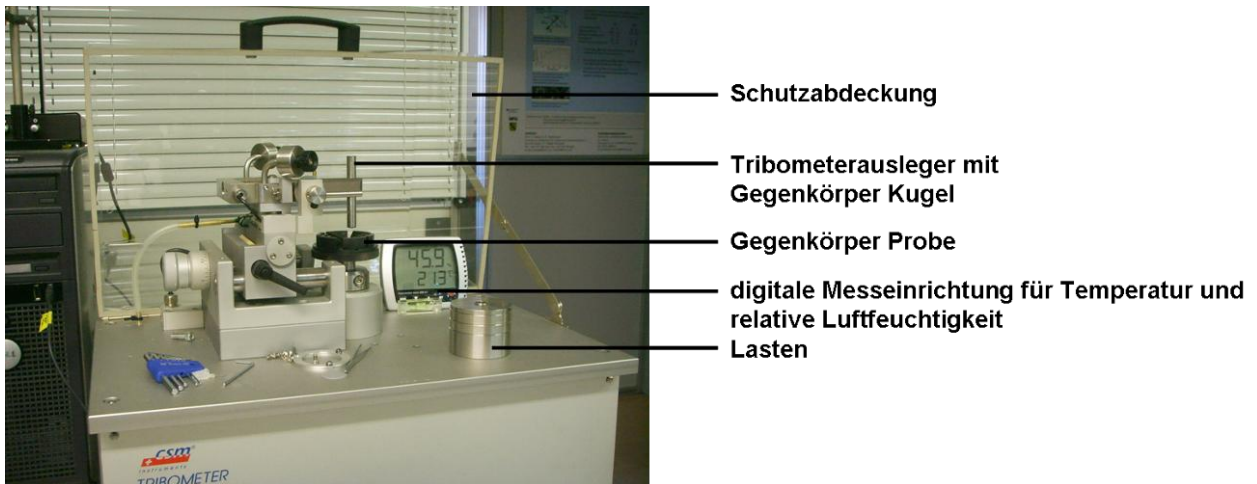 Schutzabdeckung
Tribometerausleger mit
Gegenkörper Kugel
Gegenkörper Probe
digitale Messeinrichtung für Temperatur und
relative Luftfeuchtigkeit
Lasten
45.9%
21.3°C
csm
INSTRUMENTS
TRIBOMETER